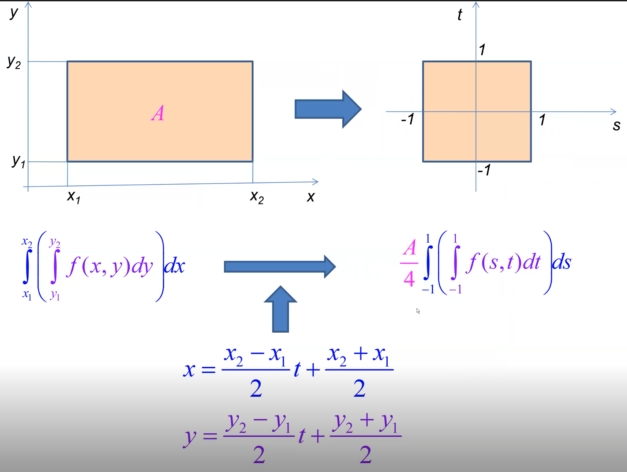 y
t
y₂
1
A
-1
1
s
y₁
-1
x₁
x₂
x
∫_{x₁}^{x₂} ( ∫_{y₁}^{y₂} f(x, y)dy ) dx
A/4 ∫_{-1}^{1} ( ∫_{-1}^{1} f(s,t)dt ) ds
x = (x₂ − x₁)/2 t + (x₂ + x₁)/2
y = (y₂ − y₁)/2 t + (y₂ + y₁)/2